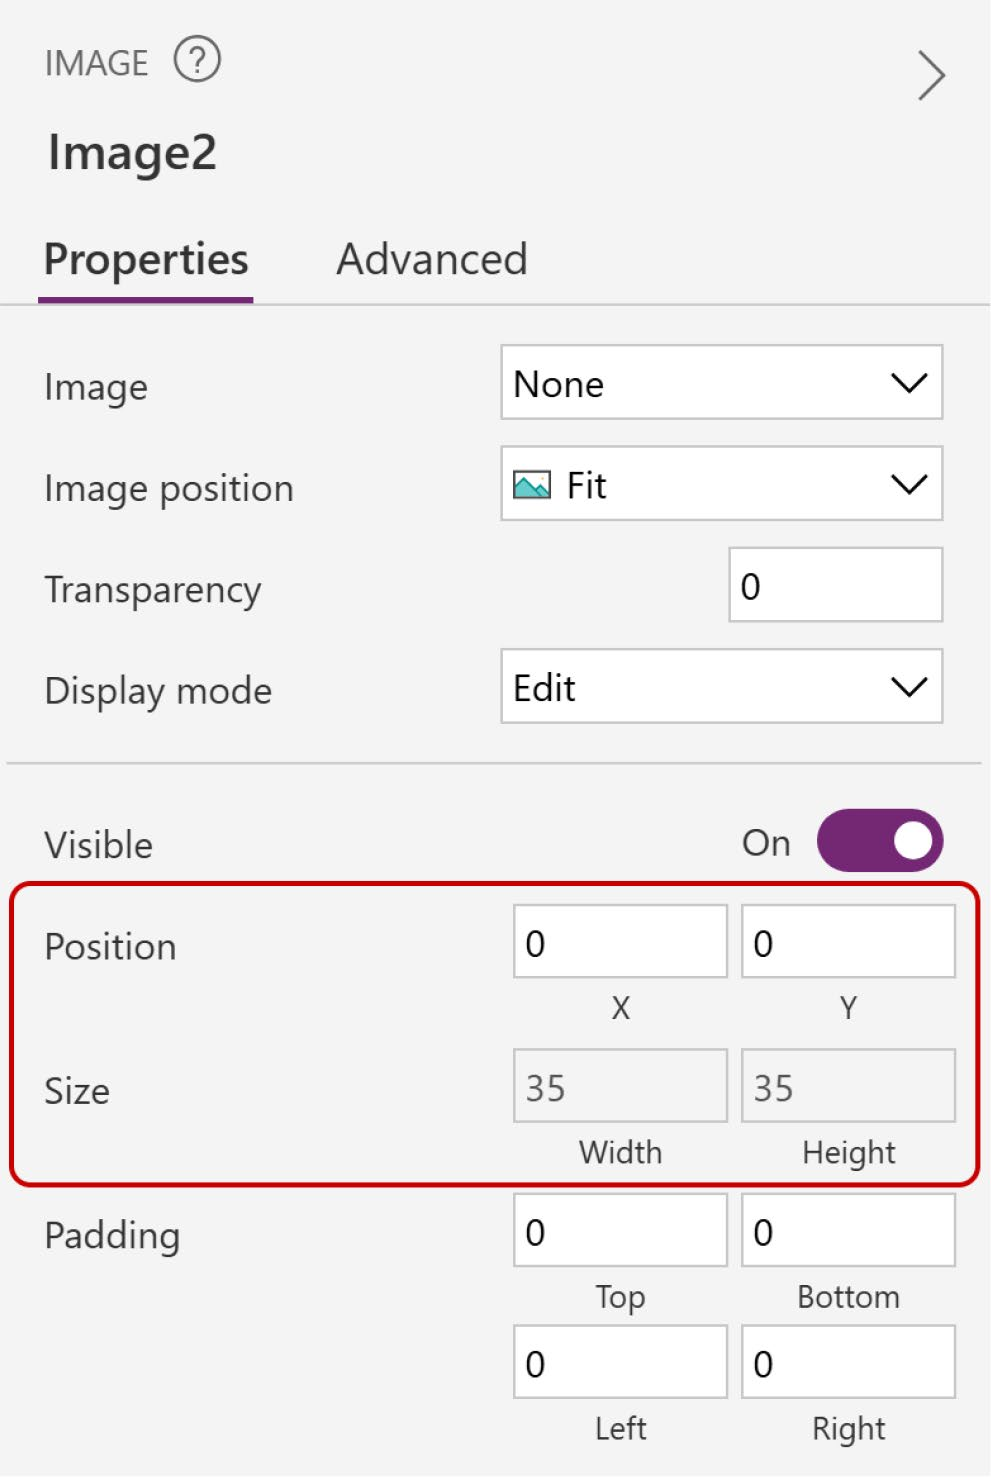 IMAGE ?
Image2
Properties Advanced
Image None
Image position Fit
Transparency 0
Display mode Edit
Visible On
Position 0 0
X Y
Size 35 35
Width Height
Padding 0 0
Top Bottom
0 0
Left Right